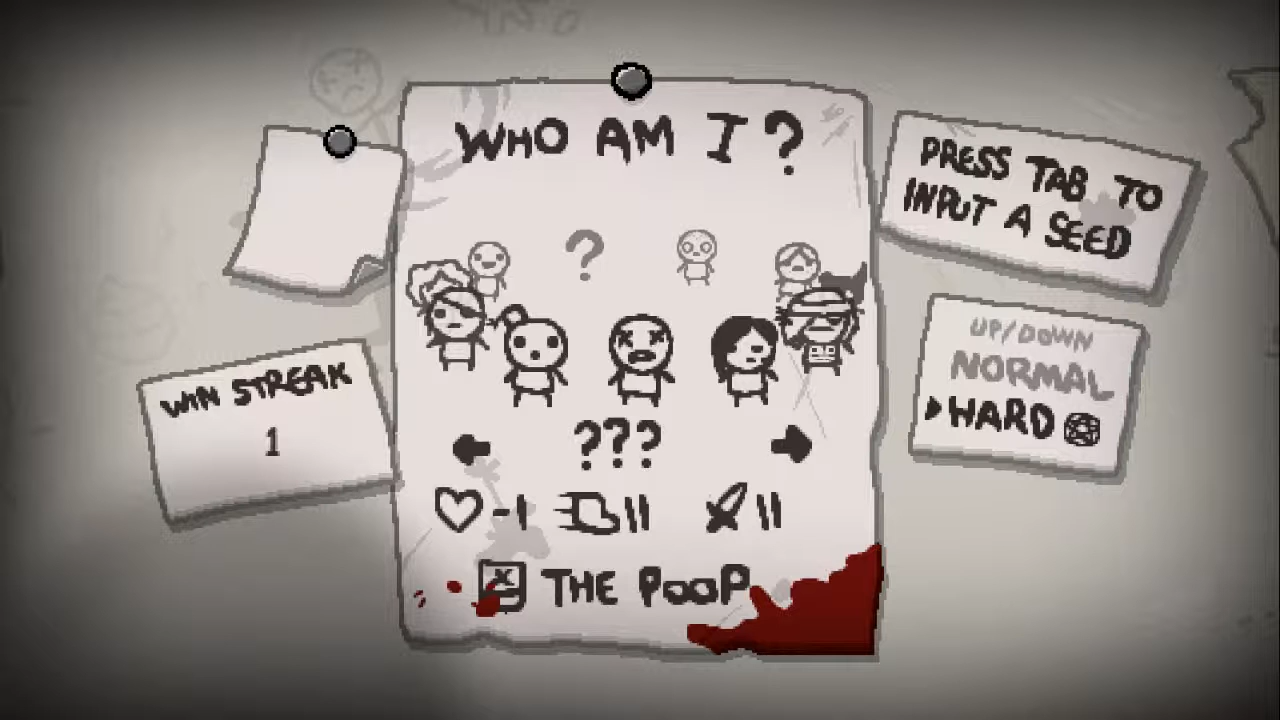 WHO AM I?
?
PRESS TAB TO
INPUT A SEED
WIN STREAK
1
UP/DOWN
NORMAL
HARD
???
-1
THE POOP